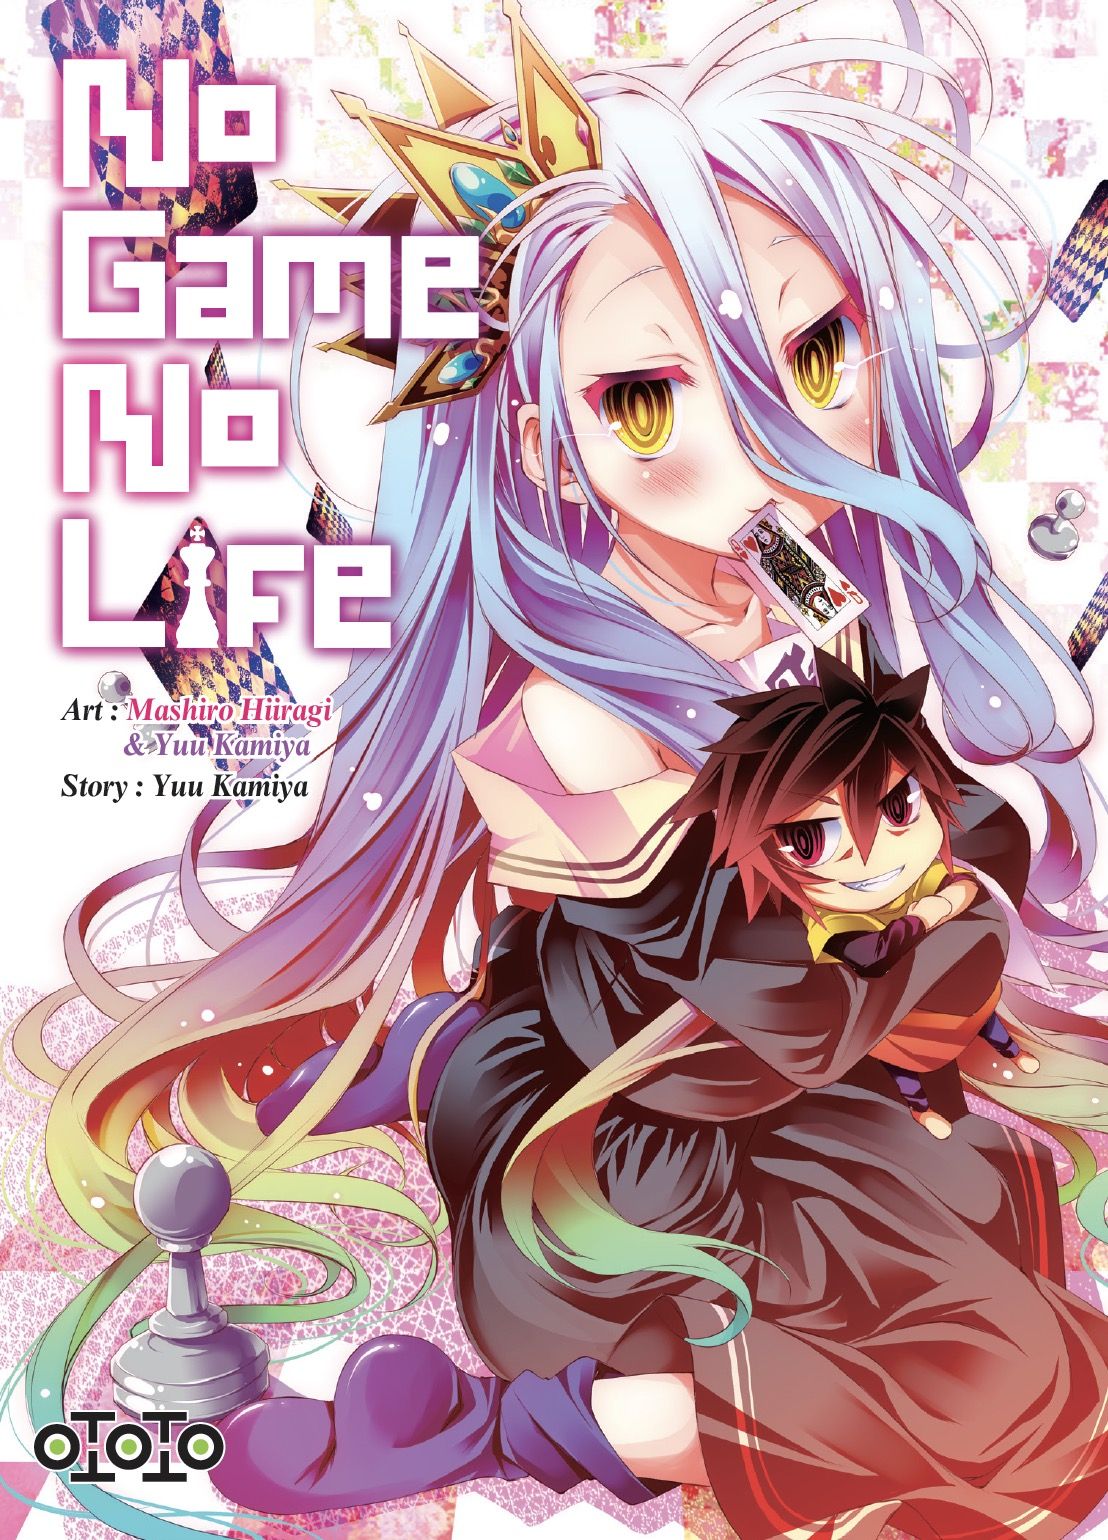 No
Game
No
Life
Art : Mashiro Hiiragi
& Yuu Kamiya
Story : Yuu Kamiya
OTOTO